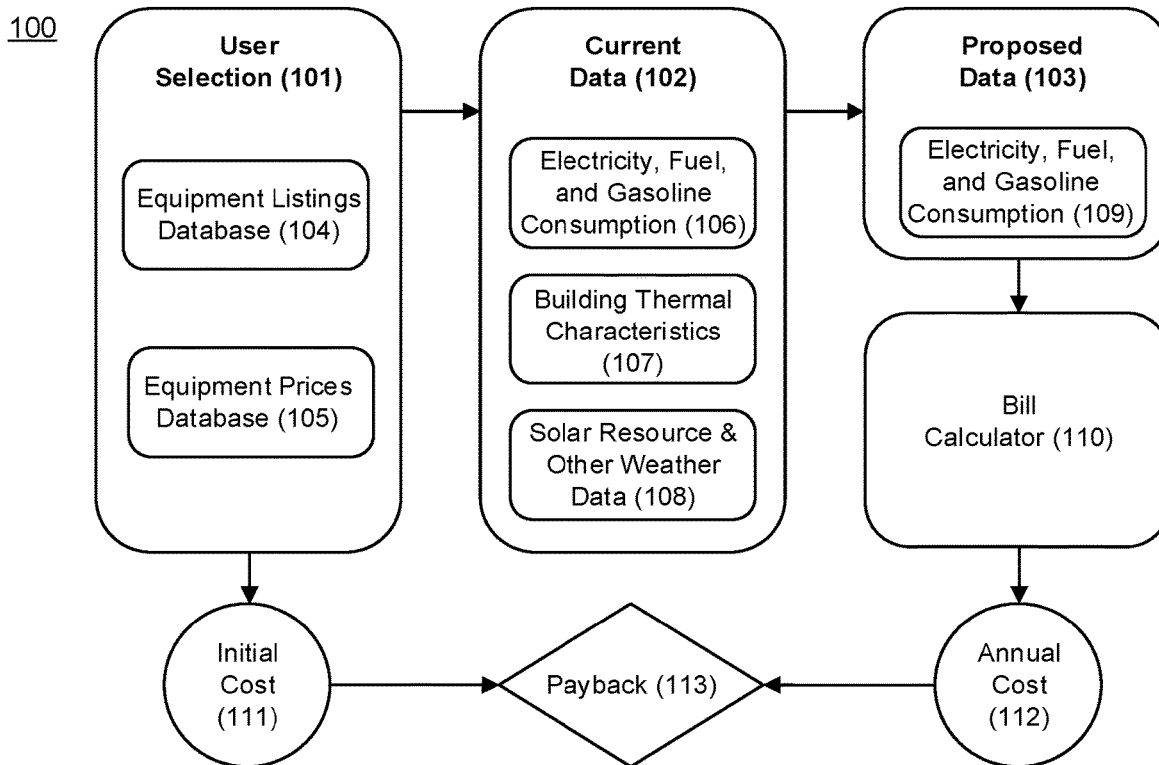 100
User
Selection (101)
Equipment Listings
Database (104)
Equipment Prices
Database (105)
Current
Data (102)
Electricity, Fuel,
and Gasoline
Consumption (106)
Building Thermal
Characteristics
(107)
Solar Resource &
Other Weather
Data (108)
Proposed
Data (103)
Electricity, Fuel,
and Gasoline
Consumption (109)
Bill
Calculator (110)
Initial
Cost
(111)
Payback (113)
Annual
Cost
(112)